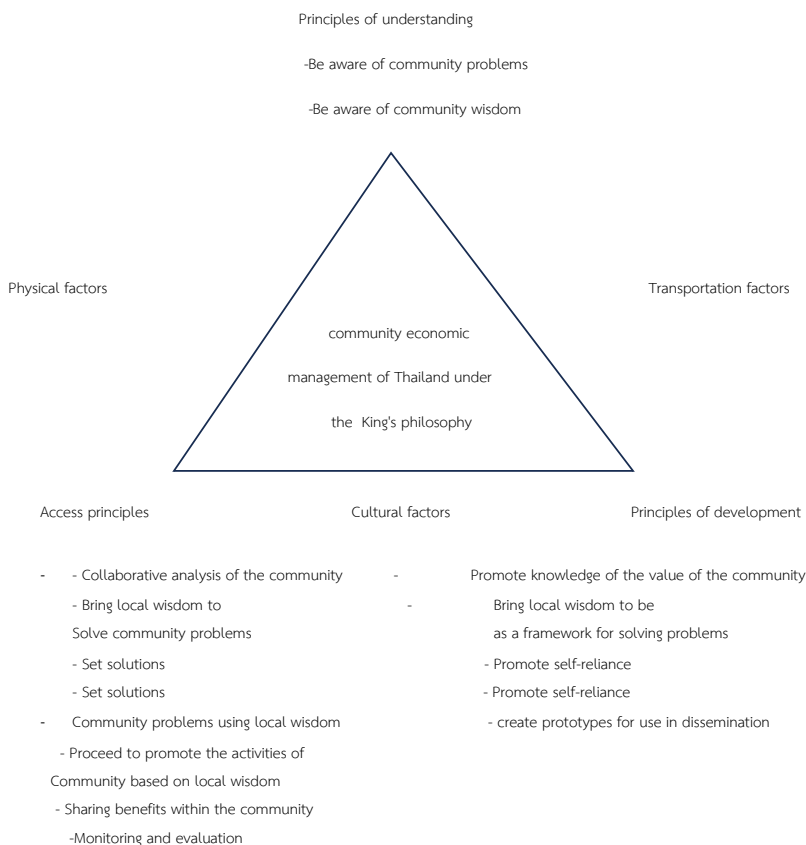 Principles of understanding
-Be aware of community problems
-Be aware of community wisdom
Physical factors
Transportation factors
community economic
management of Thailand under
the King's philosophy
Access principles
Cultural factors
Principles of development
- - Collaborative analysis of the community
- Bring local wisdom to
Solve community problems
- Set solutions
- Set solutions
- Community problems using local wisdom
- Proceed to promote the activities of
Community based on local wisdom
- Sharing benefits within the community
-Monitoring and evaluation
- Promote knowledge of the value of the community
- Bring local wisdom to be
as a framework for solving problems
- Promote self-reliance
- Promote self-reliance
- create prototypes for use in dissemination